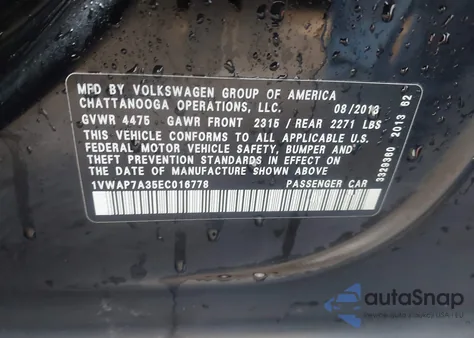 MFD BY VOLKSWAGEN GROUP OF AMERICA
CHATTANOOGA OPERATIONS, LLC. 08/2013
GVWR 4475 GAWR FRONT 2315 / REAR 2271 LBS
THIS VEHICLE CONFORMS TO ALL APPLICABLE U.S.
FEDERAL MOTOR VEHICLE SAFETY, BUMPER, AND
THEFT PREVENTION STANDARDS IN EFFECT ON
THE DATE OF MANUFACTURE SHOWN ABOVE
1VWAP7A35EC016778 PASSENGER CAR
3329380 2013 62
autoSnap